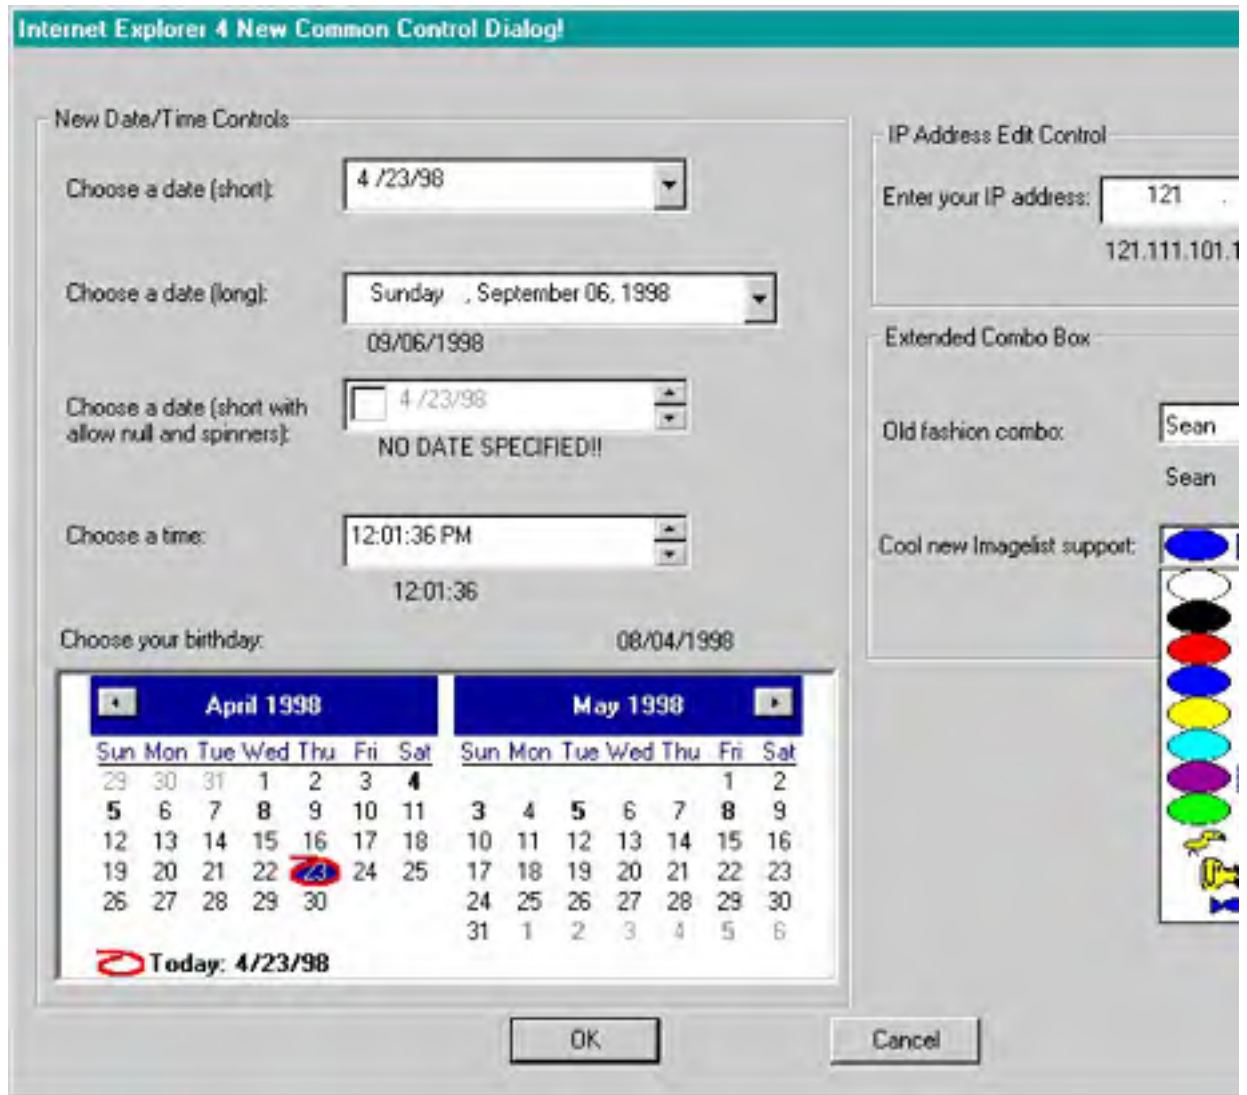 Internet Explorer 4 New Common Control Dialog!
New Date/Time Controls
Choose a date (short):
4 /23/98
Choose a date (long):
Sunday , September 06, 1998
09/06/1998
Choose a date (short with
allow null and spinners):
4 /23/98
NO DATE SPECIFIED!!
Choose a time:
12:01:36 PM
12:01:36
Choose your birthday:
08/04/1998
April 1998
Sun Mon Tue Wed Thu Fri Sat
29 30 31 1 2 3 4
5 6 7 8 9 10 11
12 13 14 15 16 17 18
19 20 21 22 23 24 25
26 27 28 29 30
May 1998
Sun Mon Tue Wed Thu Fri Sat
1 2
3 4 5 6 7 8 9
10 11 12 13 14 15 16
17 18 19 20 21 22 23
24 25 26 27 28 29 30
31 1 2 3 4 5 6
Today: 4/23/98
IP Address Edit Control
Enter your IP address:
121 .
121.111.101.1
Extended Combo Box
Old fashion combo:
Sean
Sean
Cool new Imagelist support:
OK
Cancel